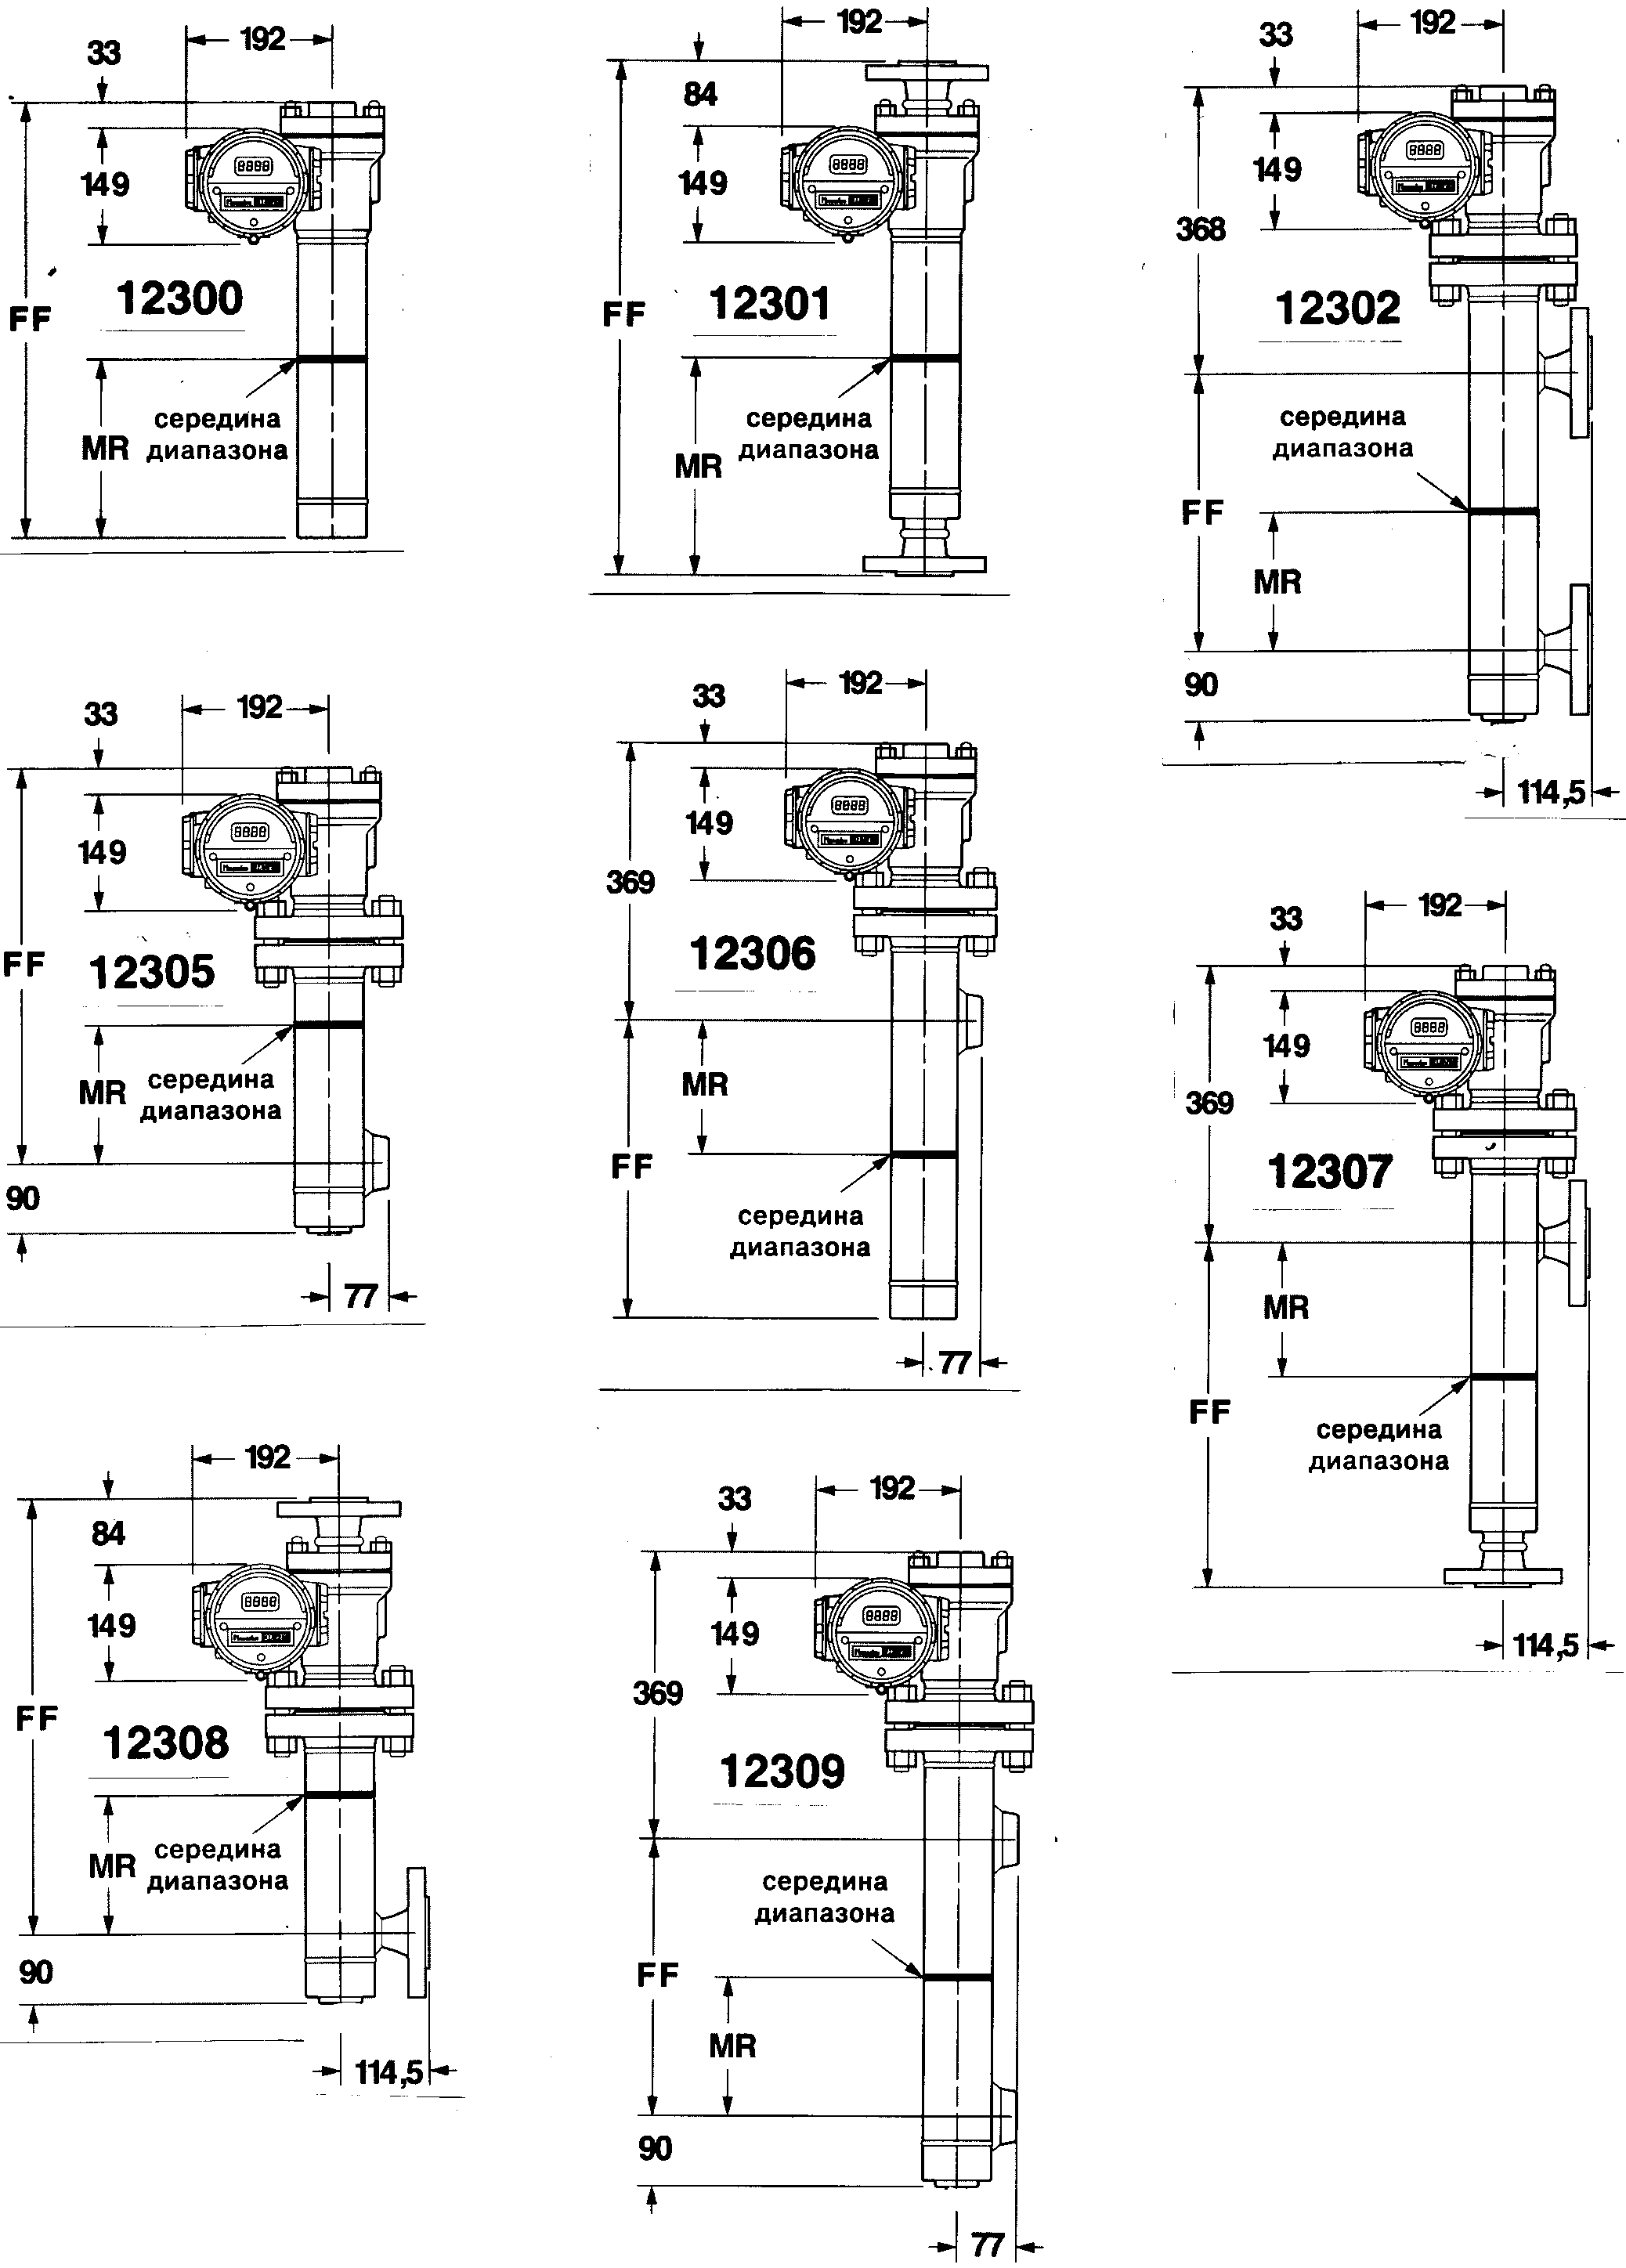 192
33
149
FF
12300
середина
диапазона
MR
192
84
149
FF
12301
середина
диапазона
MR
192
33
149
368
12302
середина
диапазона
FF
MR
90
114,5
192
33
149
FF
12305
MR
середина
диапазона
90
77
192
33
149
369
12306
MR
FF
середина
диапазона
77
192
33
149
369
12307
MR
FF
середина
диапазона
114,5
192
84
149
FF
12308
середина
диапазона
MR
90
114,5
192
33
149
369
12309
середина
диапазона
FF
MR
90
77